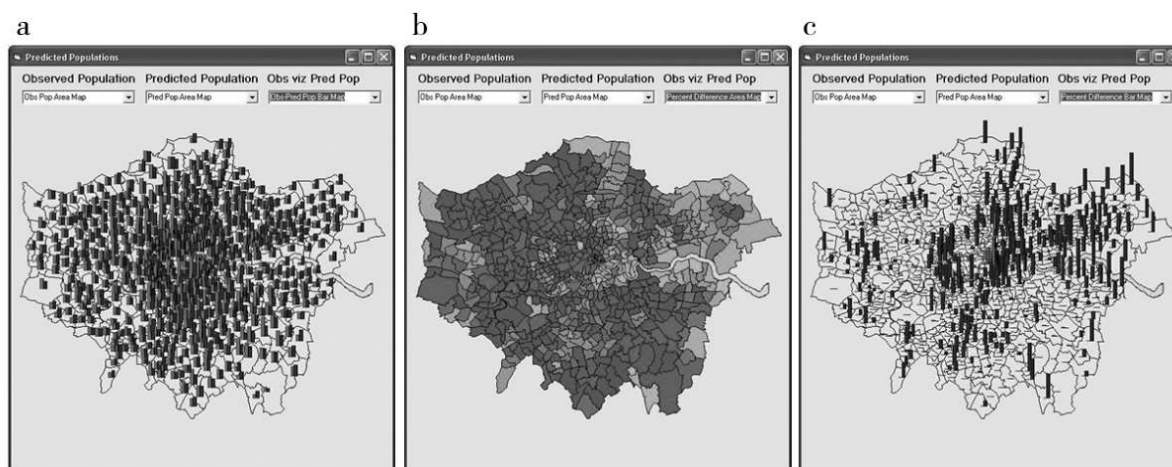 a
Predicted Populations
Observed Population Predicted Population Obs viz Pred Pop
Obs Pop Area Map Pred Pop Area Map Obs-Pred Pop Bar Map
b
Predicted Populations
Observed Population Predicted Population Obs viz Pred Pop
Obs Pop Area Map Pred Pop Area Map Percent Difference Area Map
c
Predicted Populations
Observed Population Predicted Population Obs viz Pred Pop
Obs Pop Area Map Pred Pop Area Map Percent Difference Bar Map